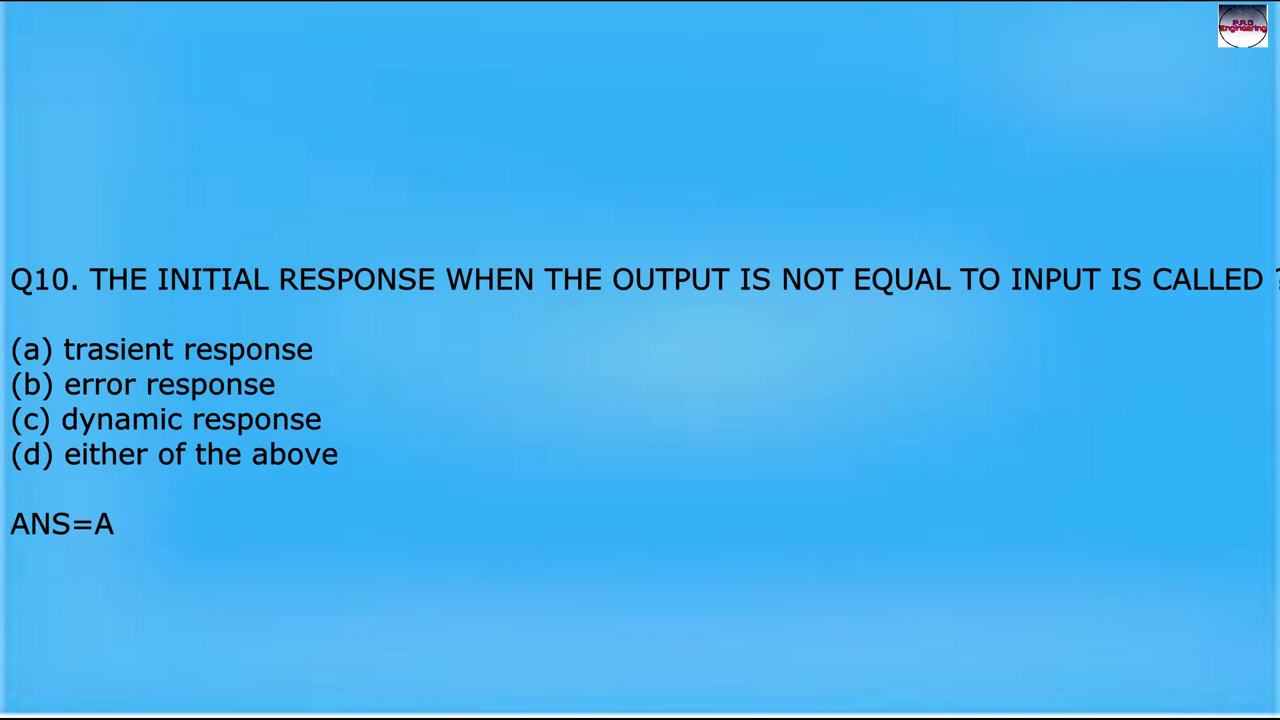 P.A.G
Engineering
Q10. THE INITIAL RESPONSE WHEN THE OUTPUT IS NOT EQUAL TO INPUT IS CALLED ?
(a) trasient response
(b) error response
(c) dynamic response
(d) either of the above
ANS=A